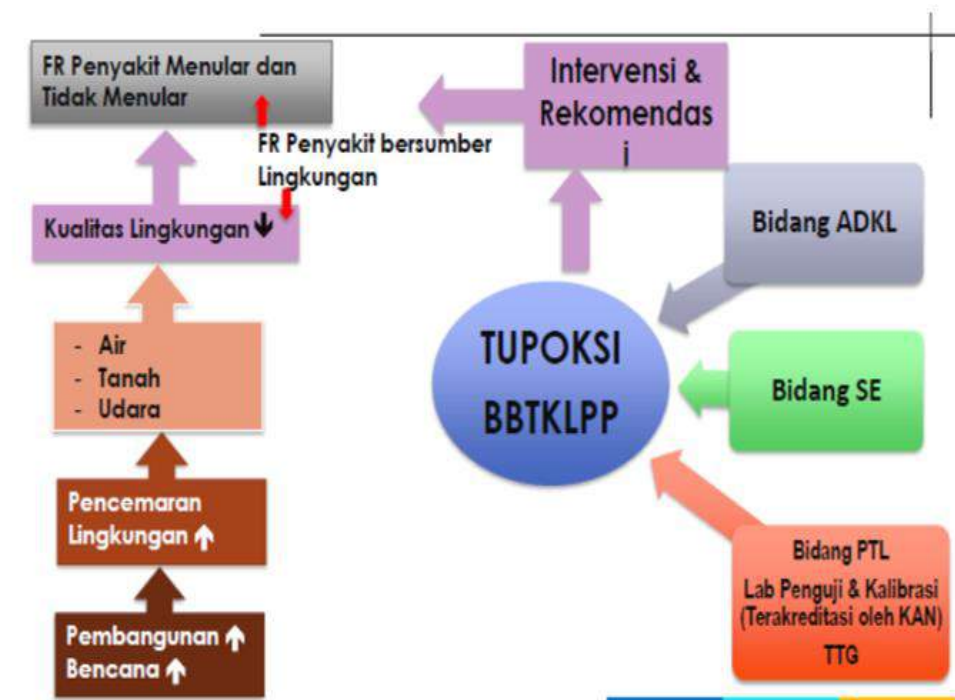 FR Penyakit Menular dan
Tidak Menular
FR Penyakit bersumber
Lingkungan
Kualitas Lingkungan
- Air
- Tanah
- Udara
Pencemaran
Lingkungan
Pembangunan
Bencana
Intervensi &
Rekomendas
i
TUPOKSI
BBTKLPP
Bidang ADKL
Bidang SE
Bidang PTL
Lab Penguji & Kalibrasi
(Terakreditasi oleh KAN)
TTG